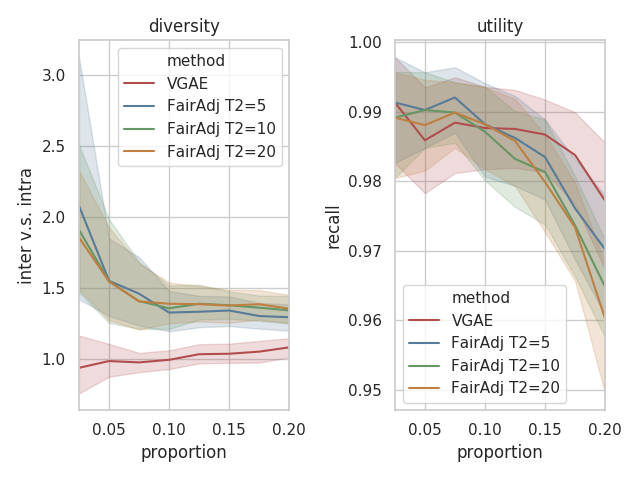 diversity
utility
3.0
2.5
2.0
1.5
1.0
inter v.s. intra
method
VGAE
FairAdj T2=5
FairAdj T2=10
FairAdj T2=20
0.05
0.10
0.15
0.20
proportion
1.00
0.99
0.98
0.97
0.96
0.95
recall
method
VGAE
FairAdj T2=5
FairAdj T2=10
FairAdj T2=20
0.05
0.10
0.15
0.20
proportion